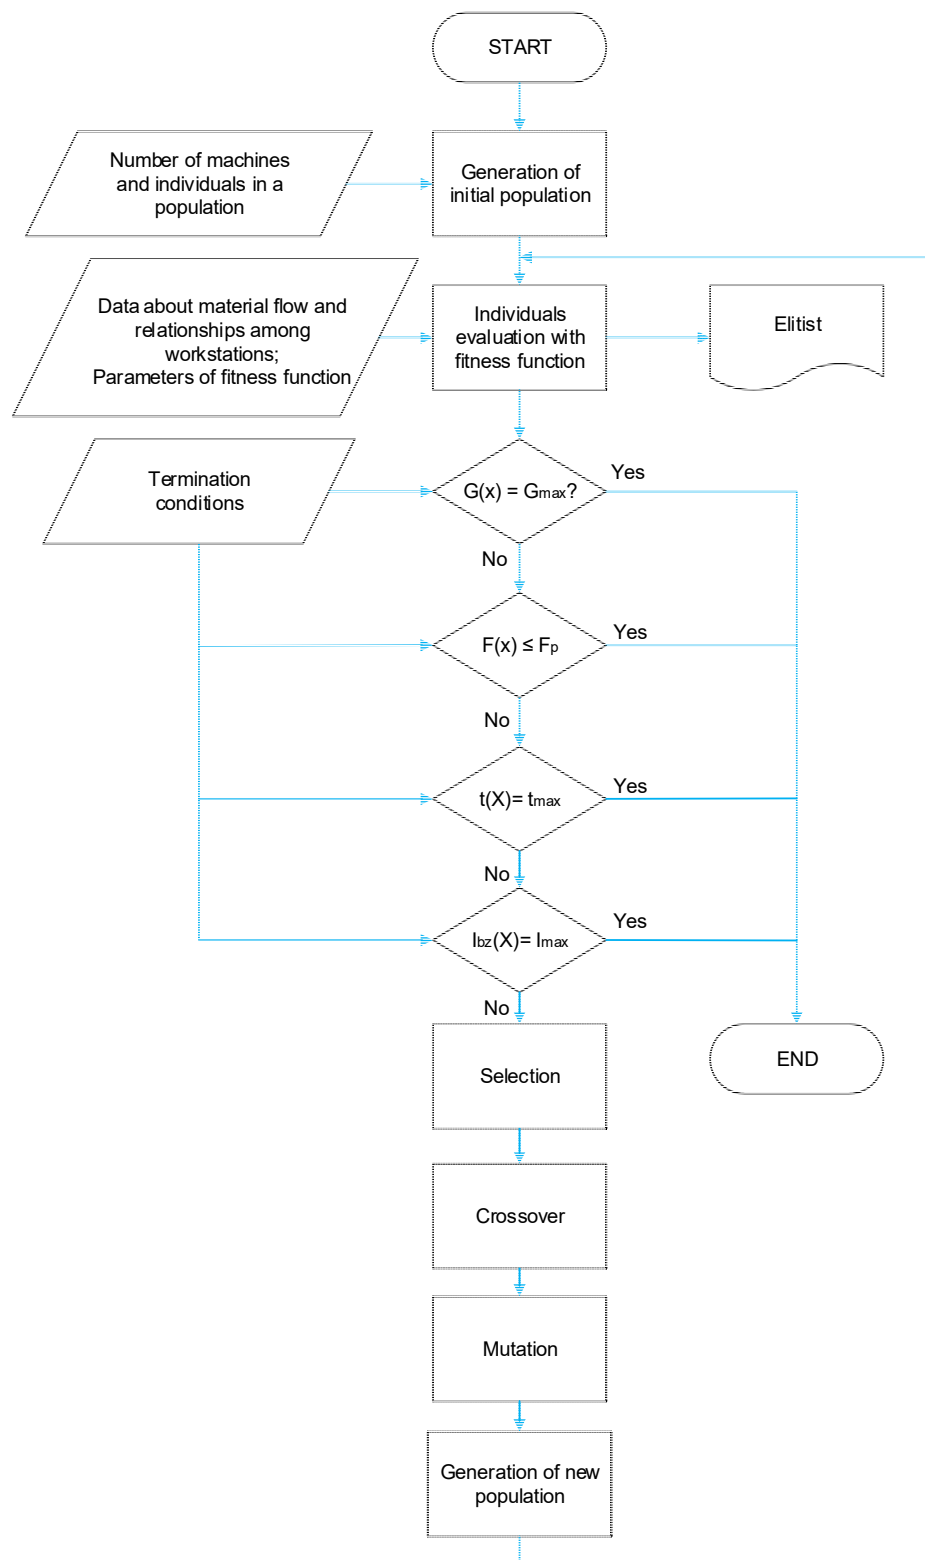 START
Number of machines
and individuals in a
population
Generation of
initial population
Data about material flow and
relationships among
workstations;
Parameters of fitness function
Individuals
evaluation with
fitness function
Elitist
Termination
conditions
G(x) = Gmax?
Yes
No
F(x) ≤ Fp
Yes
No
t(X)= tmax
Yes
No
Ibz(X)= Imax
Yes
No
Selection
END
Crossover
Mutation
Generation of new
population